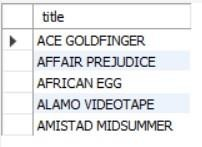 title
ACE GOLDFINGER
AFFAIR PREJUDICE
AFRICAN EGG
ALAMO VIDEOTAPE
AMISTAD MIDSUMMER